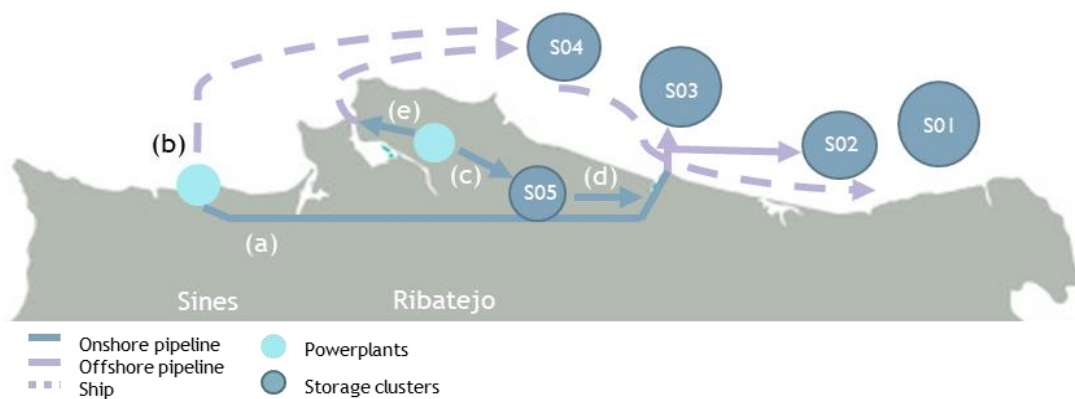 S04
S03
S01
S02
(e)
(b)
(c)
(d)
S05
(a)
Sines
Ribatejo
Onshore pipeline
Offshore pipeline
Ship
Powerplants
Storage clusters